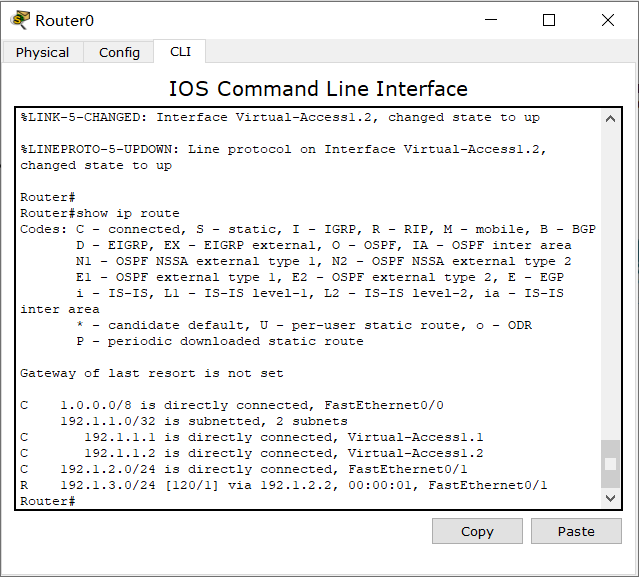 Router0
Physical Config CLI
IOS Command Line Interface
%LINK-5-CHANGED: Interface Virtual-Access1.2, changed state to up
%LINEPROTO-5-UPDOWN: Line protocol on Interface Virtual-Access1.2,
changed state to up
Router#
Router#show ip route
Codes: C - connected, S - static, I - IGRP, R - RIP, M - mobile, B - BGP
       D - EIGRP, EX - EIGRP external, O - OSPF, IA - OSPF inter area
       N1 - OSPF NSSA external type 1, N2 - OSPF NSSA external type 2
       E1 - OSPF external type 1, E2 - OSPF external type 2, E - EGP
       i - IS-IS, L1 - IS-IS level-1, L2 - IS-IS level-2, ia - IS-IS
inter area
       * - candidate default, U - per-user static route, o - ODR
       P - periodic downloaded static route
Gateway of last resort is not set
C    1.0.0.0/8 is directly connected, FastEthernet0/0
     192.1.1.0/32 is subnetted, 2 subnets
C       192.1.1.1 is directly connected, Virtual-Access1.1
C       192.1.1.2 is directly connected, Virtual-Access1.2
C    192.1.2.0/24 is directly connected, FastEthernet0/1
R    192.1.3.0/24 [120/1] via 192.1.2.2, 00:00:01, FastEthernet0/1
Router#
Copy Paste